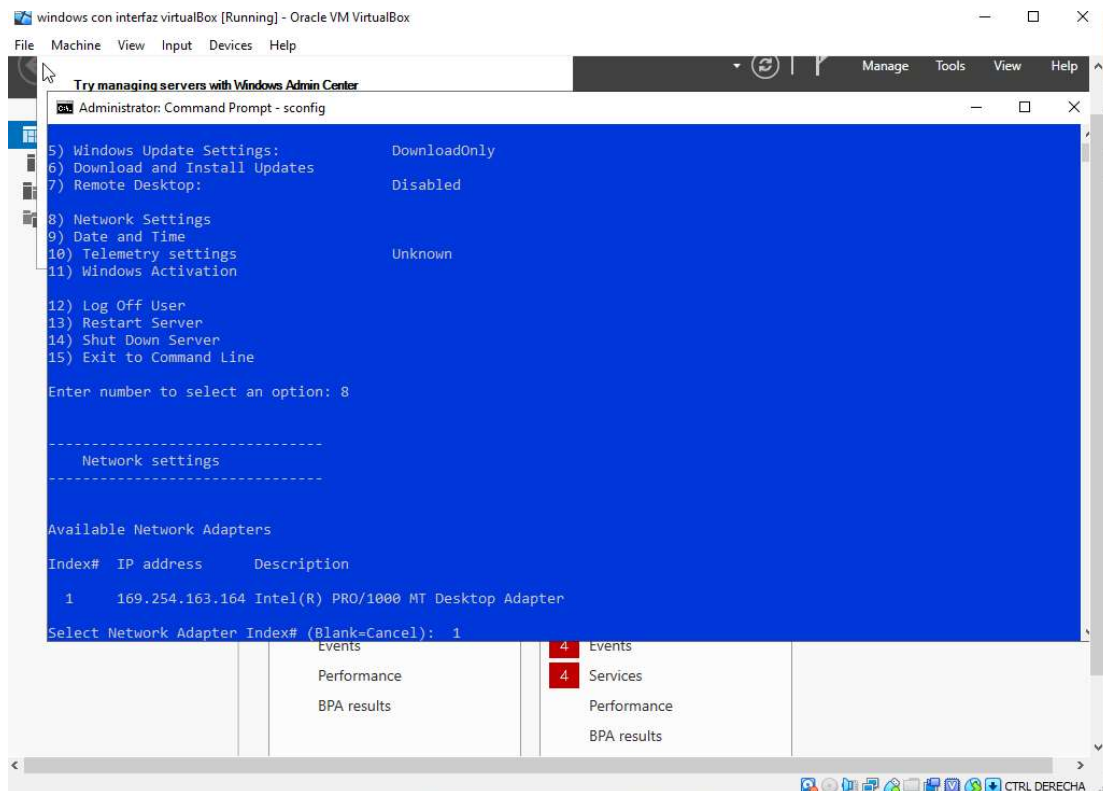 windows con interfaz virtualBox [Running] - Oracle VM VirtualBox
File Machine View Input Devices Help
Manage Tools View Help
Try managing servers with Windows Admin Center
Administrator: Command Prompt - sconfig
5) Windows Update Settings: DownloadOnly
6) Download and Install Updates
7) Remote Desktop: Disabled
8) Network Settings
9) Date and Time
10) Telemetry settings Unknown
11) Windows Activation
12) Log Off User
13) Restart Server
14) Shut Down Server
15) Exit to Command Line
Enter number to select an option: 8
--------------------------------
Network settings
--------------------------------
Available Network Adapters
Index# IP address Description
1 169.254.163.164 Intel(R) PRO/1000 MT Desktop Adapter
Select Network Adapter Index# (Blank=Cancel): 1
Events 4 Events
Performance 4 Services
BPA results Performance
BPA results
CTRL DERECHA